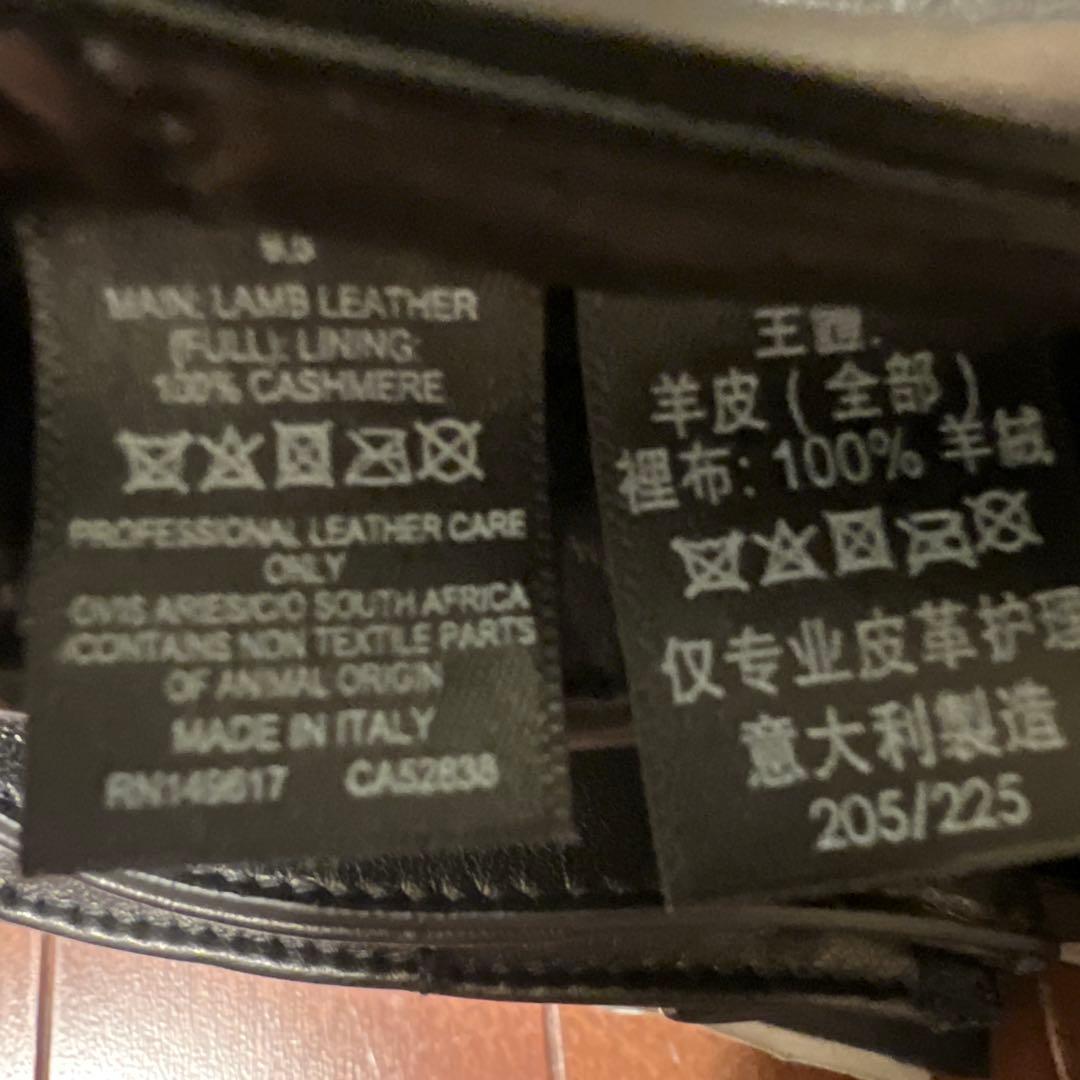 9.5
MAIN: LAMB LEATHER
(FULL): LINING:
100% CASHMERE
PROFESSIONAL LEATHER CARE
ONLY
OVIS ARIES/C/O SOUTH AFRICA
/CONTAINS NON TEXTILE PARTS
OF ANIMAL ORIGIN
MADE IN ITALY
RN149617 CA52838
羊皮 ( 全部 )
裡布: 100% 羊絨
仅专业皮革护理
意大利製造
205/225